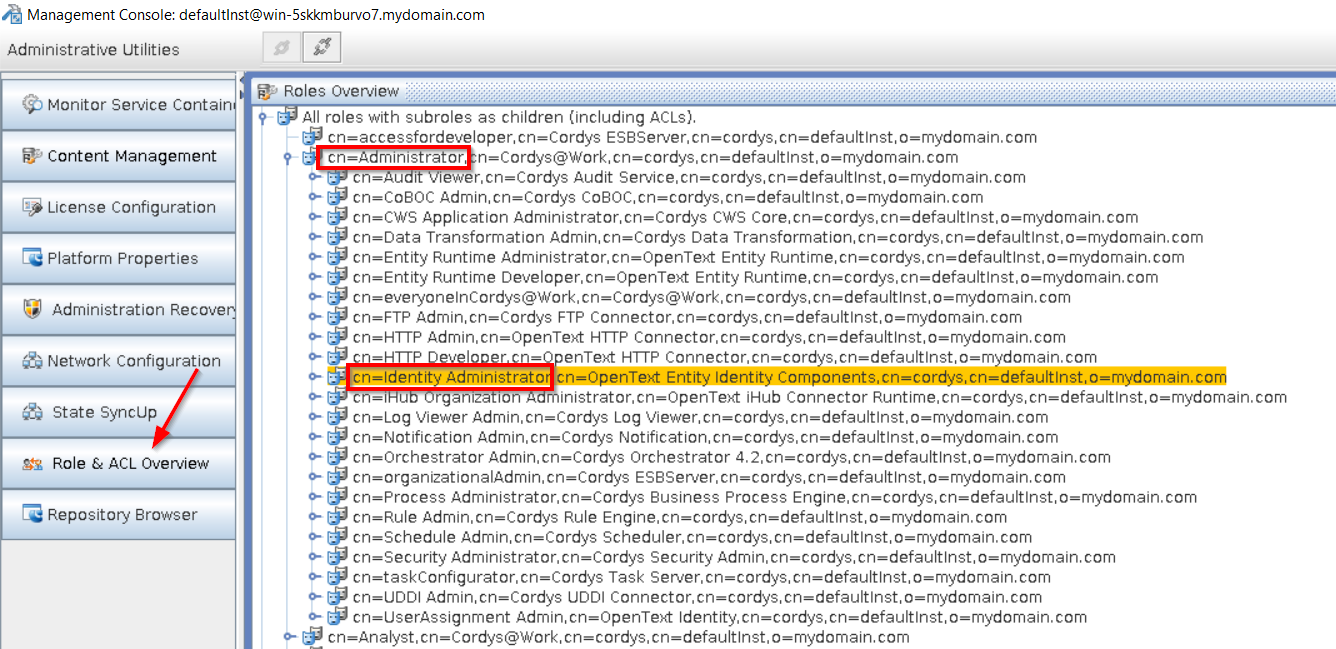 Management Console: defaultInst@win-5skkmburvo7.mydomain.com
Administrative Utilities
Monitor Service Contain
Content Management
License Configuration
Platform Properties
Administration Recovery
Network Configuration
State SyncUp
Role & ACL Overview
Repository Browser
Roles Overview
All roles with subroles as children (including ACLs).
cn=accessfordeveloper,cn=Cordys ESBServer,cn=cordys,cn=defaultInst,o=mydomain.com
cn=Administrator,cn=Cordys@Work,cn=cordys,cn=defaultInst,o=mydomain.com
cn=Audit Viewer,cn=Cordys Audit Service,cn=cordys,cn=defaultInst,o=mydomain.com
cn=CoBOC Admin,cn=Cordys CoBOC,cn=cordys,cn=defaultInst,o=mydomain.com
cn=CWS Application Administrator,cn=Cordys CWS Core,cn=cordys,cn=defaultInst,o=mydomain.com
cn=Data Transformation Admin,cn=Cordys Data Transformation,cn=cordys,cn=defaultInst,o=mydomain.com
cn=Entity Runtime Administrator,cn=OpenText Entity Runtime,cn=cordys,cn=defaultInst,o=mydomain.com
cn=Entity Runtime Developer,cn=OpenText Entity Runtime,cn=cordys,cn=defaultInst,o=mydomain.com
cn=everyoneInCordys@Work,cn=Cordys@Work,cn=cordys,cn=defaultInst,o=mydomain.com
cn=FTP Admin,cn=Cordys FTP Connector,cn=cordys,cn=defaultInst,o=mydomain.com
cn=HTTP Admin,cn=OpenText HTTP Connector,cn=cordys,cn=defaultInst,o=mydomain.com
cn=HTTP Developer,cn=OpenText HTTP Connector,cn=cordys,cn=defaultInst,o=mydomain.com
cn=Identity Administrator,cn=OpenText Entity Identity Components,cn=cordys,cn=defaultInst,o=mydomain.com
cn=iHub Organization Administrator,cn=OpenText iHub Connector Runtime,cn=cordys,cn=defaultInst,o=mydomain.com
cn=Log Viewer Admin,cn=Cordys Log Viewer,cn=cordys,cn=defaultInst,o=mydomain.com
cn=Notification Admin,cn=Cordys Notification,cn=cordys,cn=defaultInst,o=mydomain.com
cn=Orchestrator Admin,cn=Cordys Orchestrator 4.2,cn=cordys,cn=defaultInst,o=mydomain.com
cn=organizationalAdmin,cn=Cordys ESBServer,cn=cordys,cn=defaultInst,o=mydomain.com
cn=Process Administrator,cn=Cordys Business Process Engine,cn=cordys,cn=defaultInst,o=mydomain.com
cn=Rule Admin,cn=Cordys Rule Engine,cn=cordys,cn=defaultInst,o=mydomain.com
cn=Schedule Admin,cn=Cordys Scheduler,cn=cordys,cn=defaultInst,o=mydomain.com
cn=Security Administrator,cn=Cordys Security Admin,cn=cordys,cn=defaultInst,o=mydomain.com
cn=taskConfigurator,cn=Cordys Task Server,cn=cordys,cn=defaultInst,o=mydomain.com
cn=UDDI Admin,cn=Cordys UDDI Connector,cn=cordys,cn=defaultInst,o=mydomain.com
cn=UserAssignment Admin,cn=OpenText Identity,cn=cordys,cn=defaultInst,o=mydomain.com
cn=Analyst,cn=Cordys@Work,cn=cordys,cn=defaultInst,o=mydomain.com